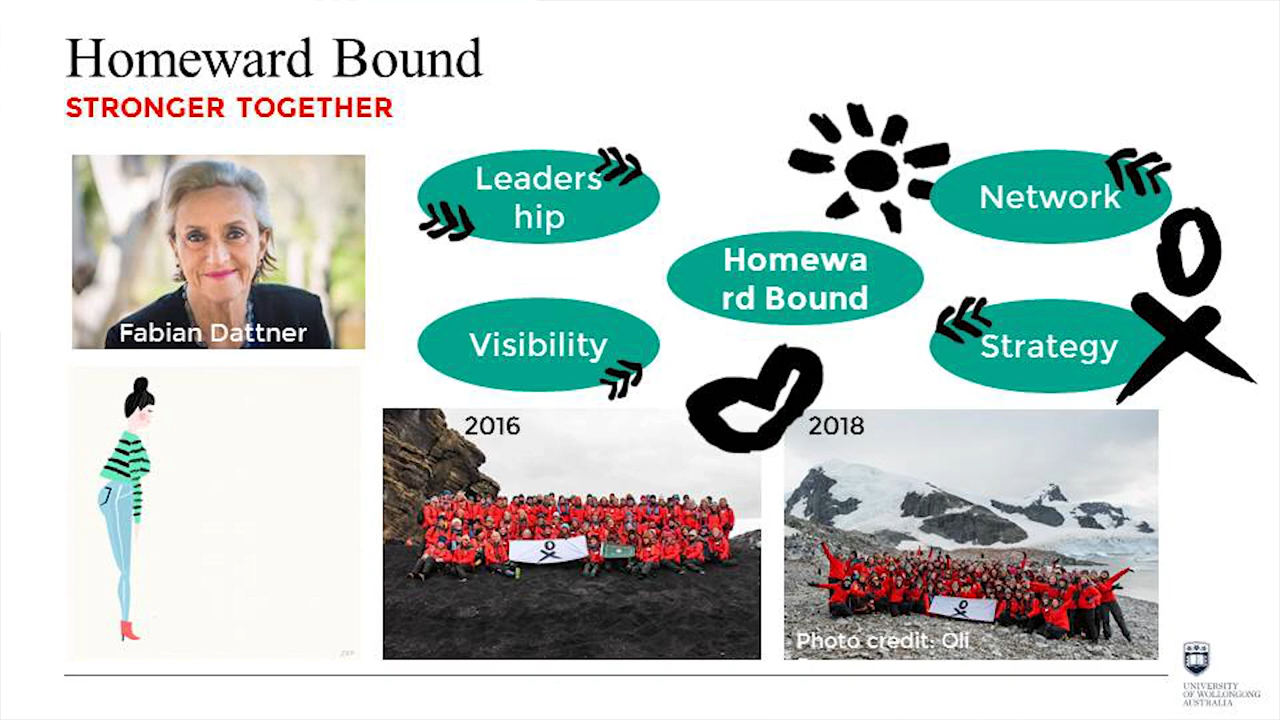 Homeward Bound
STRONGER TOGETHER
Leaders
hip
Network
Homewa
rd Bound
Visibility
Strategy
Fabian Dattner
2016
2018
Photo credit: Oli
UNIVERSITY
OF WOLLONGONG
AUSTRALIA